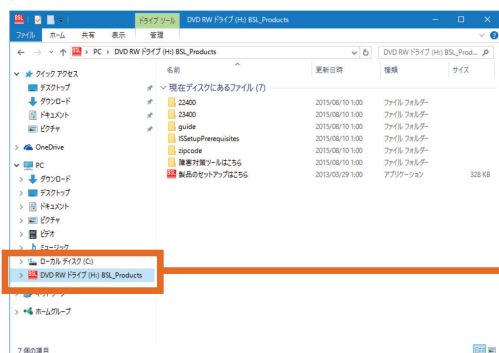 BSL
ドライブ ツール
DVD RW ドライブ (H:) BSL_Products
ファイル
ホーム
共有
表示
管理
BSL > PC > DVD RW ドライブ (H:) BSL_Products
DVD RW ドライブ (H:) BSL_Prod...
名前
更新日時
種類
サイズ
クイック アクセス
デスクトップ
ダウンロード
ドキュメント
ピクチャ
OneDrive
PC
ダウンロード
デスクトップ
ドキュメント
ピクチャ
ビデオ
ミュージック
ローカル ディスク (C:)
BSL DVD RW ドライブ (H:) BSL_Products
ホームグループ
現在ディスクにあるファイル (7)
22400 2015/08/10 1:00 ファイル フォルダー
23400 2015/08/10 1:00 ファイル フォルダー
guide 2015/08/10 1:00 ファイル フォルダー
ISSetupPrerequisites 2015/08/10 1:00 ファイル フォルダー
zipcode 2015/08/10 1:00 ファイル フォルダー
障害対策ツールはこちら 2015/08/10 1:00 ファイル フォルダー
BSL 製品のセットアップはこちら 2013/03/29 1:00 アプリケーション 328 KB
7 個の項目